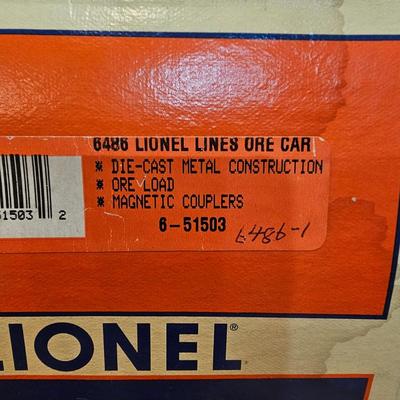 6486 LIONEL LINES ORE CAR
* DIE-CAST METAL CONSTRUCTION
* ORE LOAD
* MAGNETIC COUPLERS
51503 2
6-51503
6486-1
LIONEL®